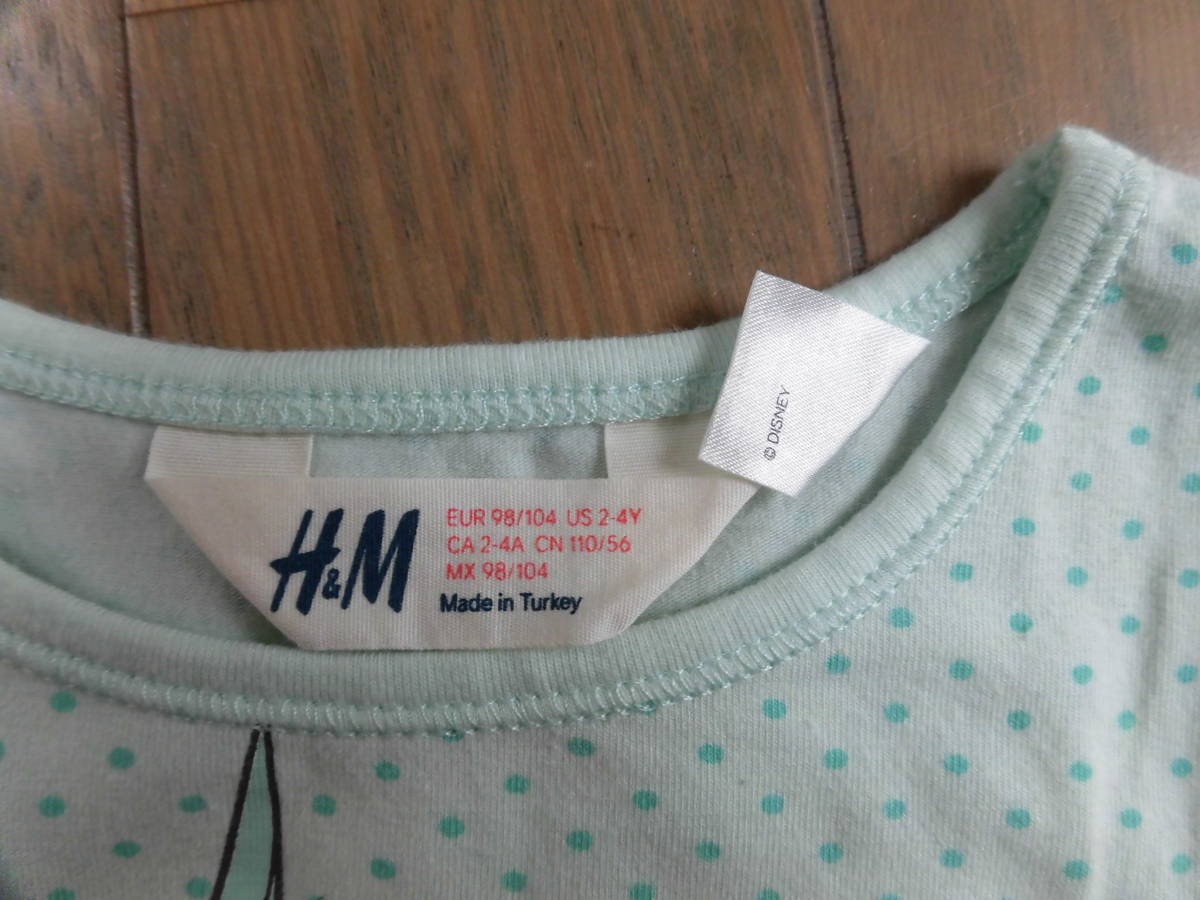 H&M
EUR 98/104 US 2-4Y
CA 2-4A CN 110/56
MX 98/104
Made in Turkey
© DISNEY